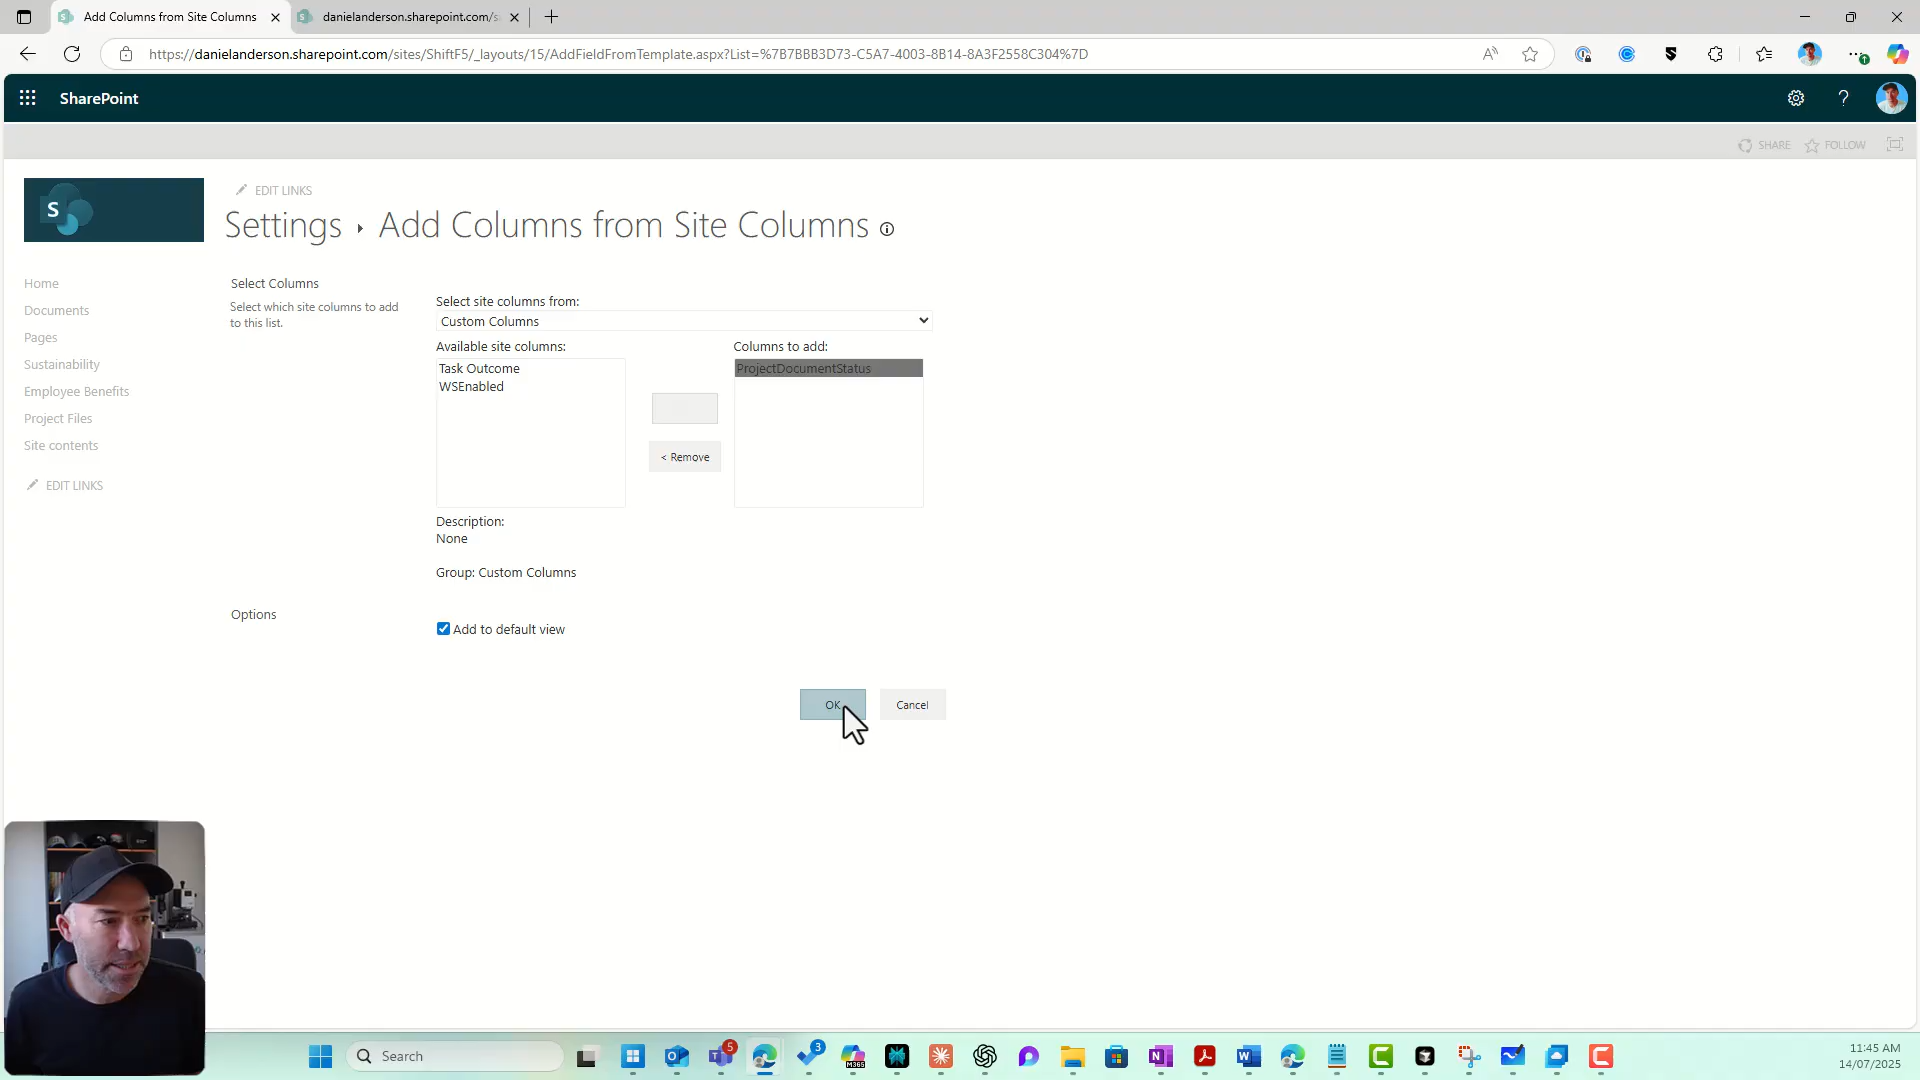 Add Columns from Site Columns
danielanderson.sharepoint.com/s
https://danielanderson.sharepoint.com/sites/ShiftF5/_layouts/15/AddFieldFromTemplate.aspx?List=%7B7BBB3D73-C5A7-4003-8B14-8A3F2558C304%7D
SharePoint
SHARE
FOLLOW
S
EDIT LINKS
Settings ▸ Add Columns from Site Columns
Home
Documents
Pages
Sustainability
Employee Benefits
Project Files
Site contents
EDIT LINKS
Select Columns
Select which site columns to add
to this list.
Select site columns from:
Custom Columns
Available site columns:
Task Outcome
WSEnabled
< Remove
Columns to add:
ProjectDocumentStatus
Description:
None
Group: Custom Columns
Options
Add to default view
OK
Cancel
Search
5
3
M365
11:45 AM
14/07/2025